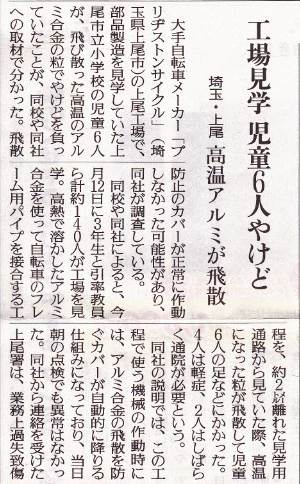 工場見学 児童6人やけど
埼玉・上尾 高温アルミが飛散
大手自転車メーカー「ブ
リヂストンサイクル」(埼
玉県上尾市)の上尾工場で、
部品製造を見学していた上
尾市立小学校の児童6人
が、飛び散った高温のアル
ミ合金の粒でやけどを負っ
ていたことが、同校や同社
への取材で分かった。飛散
防止のカバーが正常に作動
しなかった可能性があり、
同社が調査している。
同校や同社によると、今
月12日に3年生と引率教員
ら計約140人が工場を見
学。高熱で溶かしたアルミ
合金を使って自転車のフレ
ーム用パイプを接合する工
程を、約2㍍離れた見学用
通路から見ていた際、高温
になった粒が飛散して児童
6人の足などにかかった。
4人は軽症、2人はしばら
く通院が必要という。
同社の説明では、この工
程で使う機械の作動時に
は、アルミ合金の飛散を防
ぐカバーが自動的に降りる
仕組みになっており、当日
朝の点検でも異常はなかっ
た。同社から連絡を受けた
上尾署は、業務上過失致傷